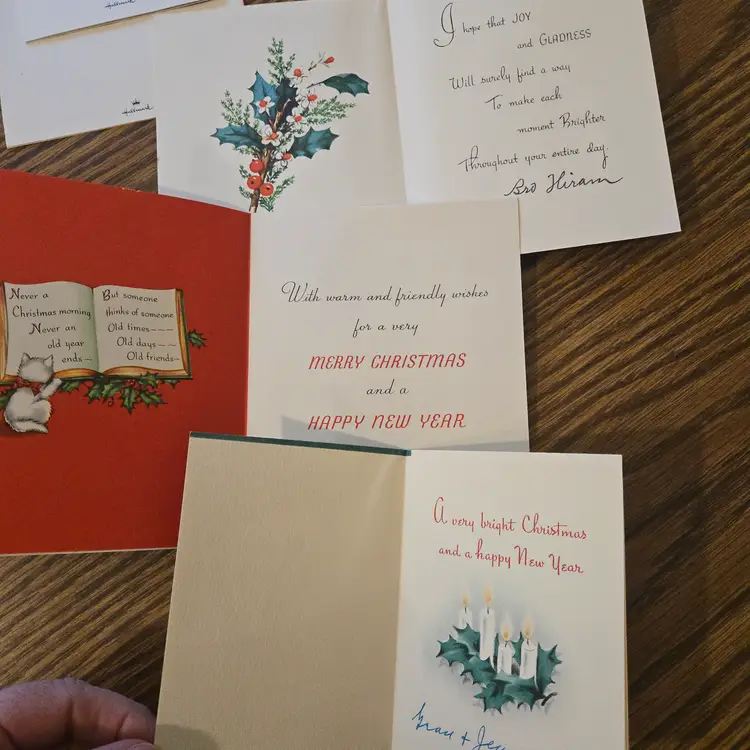 Hallmark
Hallmark
I hope that JOY
and GLADNESS
Will surely find a way
To make each
moment Brighter
Throughout your entire day.
Bro Hiram
Never a
Christmas morning
Never an
old year
ends—
But someone
thinks of someone
Old times---
Old days--
Old friends-
With warm and friendly wishes
for a very
MERRY CHRISTMAS
and a
HAPPY NEW YEAR
A very bright Christmas
and a happy New Year
+